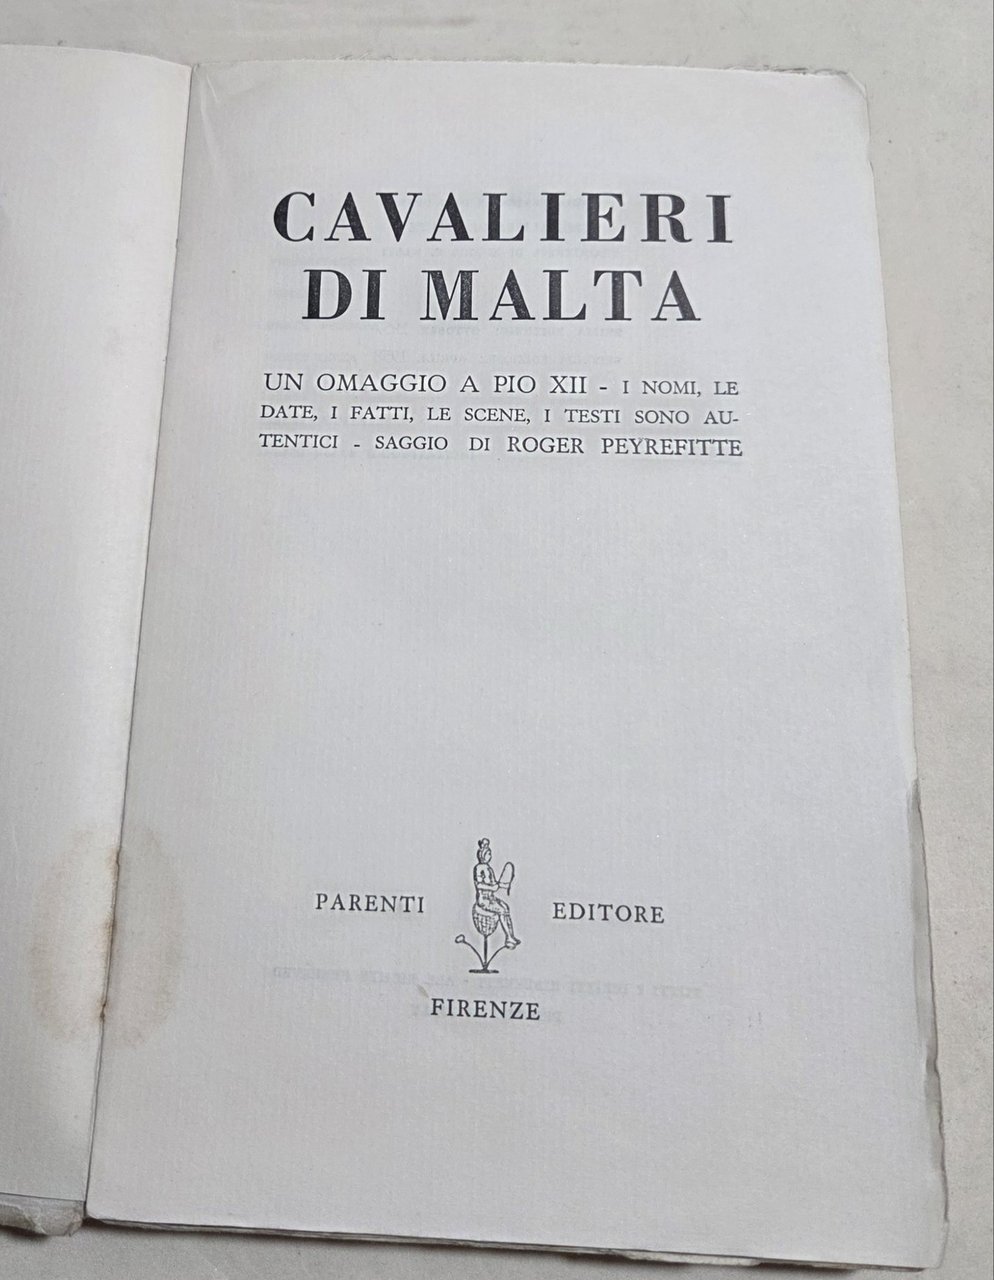 CAVALIERI
DI MALTA
UN OMAGGIO A PIO XII - I NOMI, LE
DATE, I FATTI, LE SCENE, I TESTI SONO AU-
TENTICI - SAGGIO DI ROGER PEYREFITTE
PARENTI EDITORE
FIRENZE